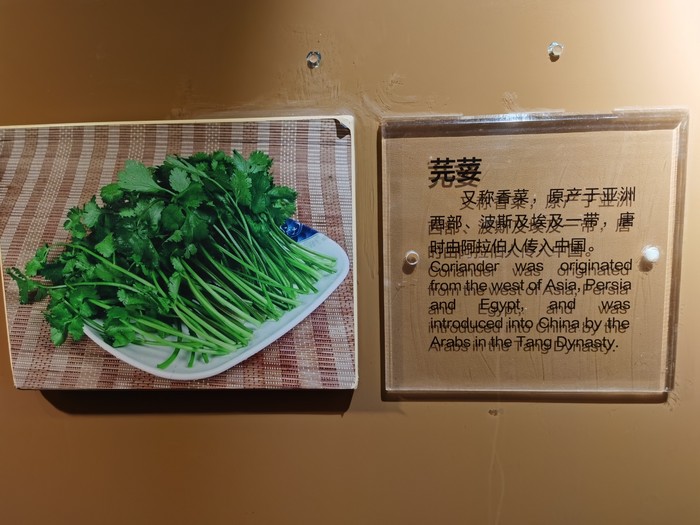 芫荽
又称香菜，原产于亚洲
西部、波斯及埃及一带，唐
时由阿拉伯人传入中国。
Coriander was originated
from the west of Asia, Persia
and Egypt, and was
introduced into China by the
Arabs in the Tang Dynasty.